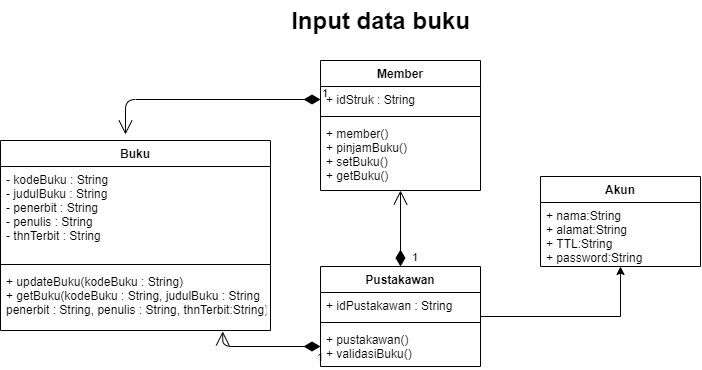 Input data buku
Member
1
+ idStruk : String
+ member()
+ pinjamBuku()
+ setBuku()
+ getBuku()
Buku
- kodeBuku : String
- judulBuku : String
- penerbit : String
- penulis : String
- thnTerbit : String
+ updateBuku(kodeBuku : String)
+ getBuku(kodeBuku : String, judulBuku : String
penerbit : String, penulis : String, thnTerbit:String)
Akun
+ nama:String
+ alamat:String
+ TTL:String
+ password:String
1
Pustakawan
+ idPustakawan : String
+ pustakawan()
+ validasiBuku()
1